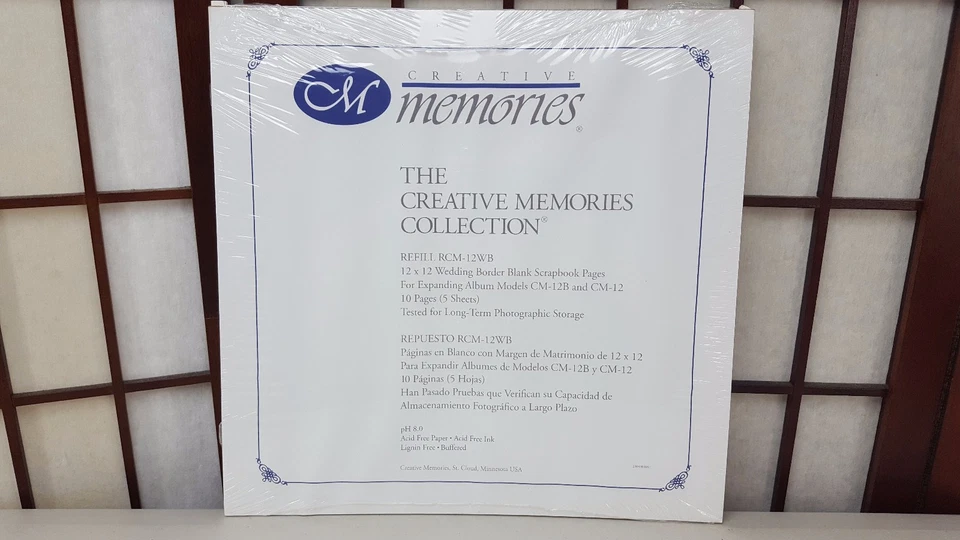 CM
CREATIVE
memories®
THE
CREATIVE MEMORIES
COLLECTION®
REFILL RCM-12WB
12 x 12 Wedding Border Blank Scrapbook Pages
For Expanding Album Models CM-12B and CM-12
10 Pages (5 Sheets)
Tested for Long-Term Photographic Storage
REPUESTO RCM-12WB
Páginas en Blanco con Margen de Matrimonio de 12 x 12
Para Expandir Albumes de Modelos CM-12B y CM-12
10 Páginas (5 Hojas)
Han Pasado Pruebas que Verifican su Capacidad de
Almacenamiento Fotográfico a Largo Plazo
pH 8.0
Acid Free Paper • Acid Free Ink
Lignin Free • Buffered
Creative Memories, St. Cloud, Minnesota USA